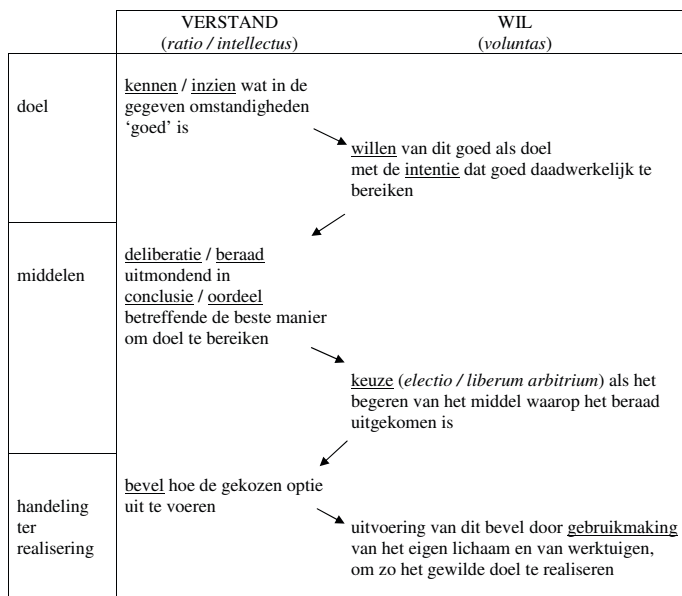 VERSTAND
(ratio / intellectus)
WIL
(voluntas)
doel
kennen / inzien wat in de
gegeven omstandigheden
‘goed’ is
willen van dit goed als doel
met de intentie dat goed daadwerkelijk te
bereiken
middelen
deliberatie / beraad
uitmondend in
conclusie / oordeel
betreffende de beste manier
om doel te bereiken
keuze (electio / liberum arbitrium) als het
begeren van het middel waarop het beraad
uitgekomen is
handeling
ter
realisering
bevel hoe de gekozen optie
uit te voeren
uitvoering van dit bevel door gebruikmaking
van het eigen lichaam en van werktuigen,
om zo het gewilde doel te realiseren